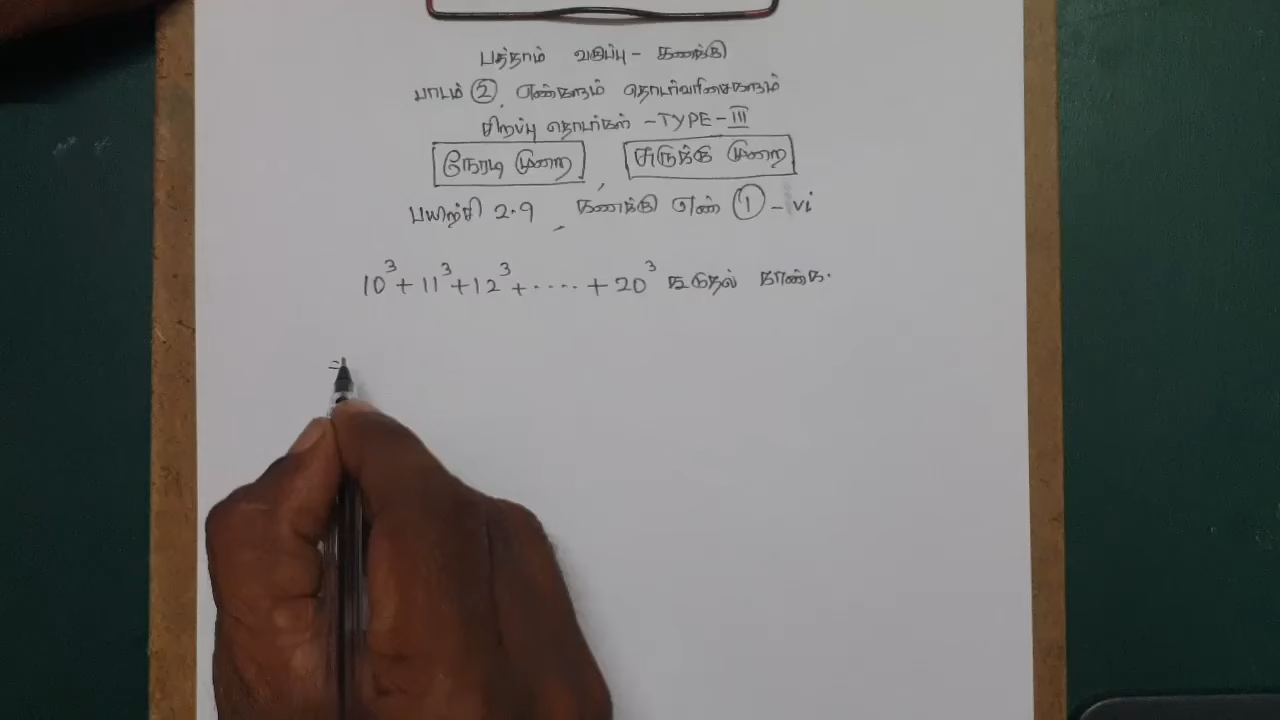 பத்தாம் வகுப்பு - கணக்கு
பாடம் ② , எண்களும் தொடர்வரிசைகளும்
சிறப்பு தொடர்கள் - TYPE - III
நேரடி முறை , சுருக்க முறை
பயிற்சி 2.9 , கணக்கு எண் ① - vi
10³ + 11³ + 12³ + ..... + 20³ கூடுதல் காண்க.